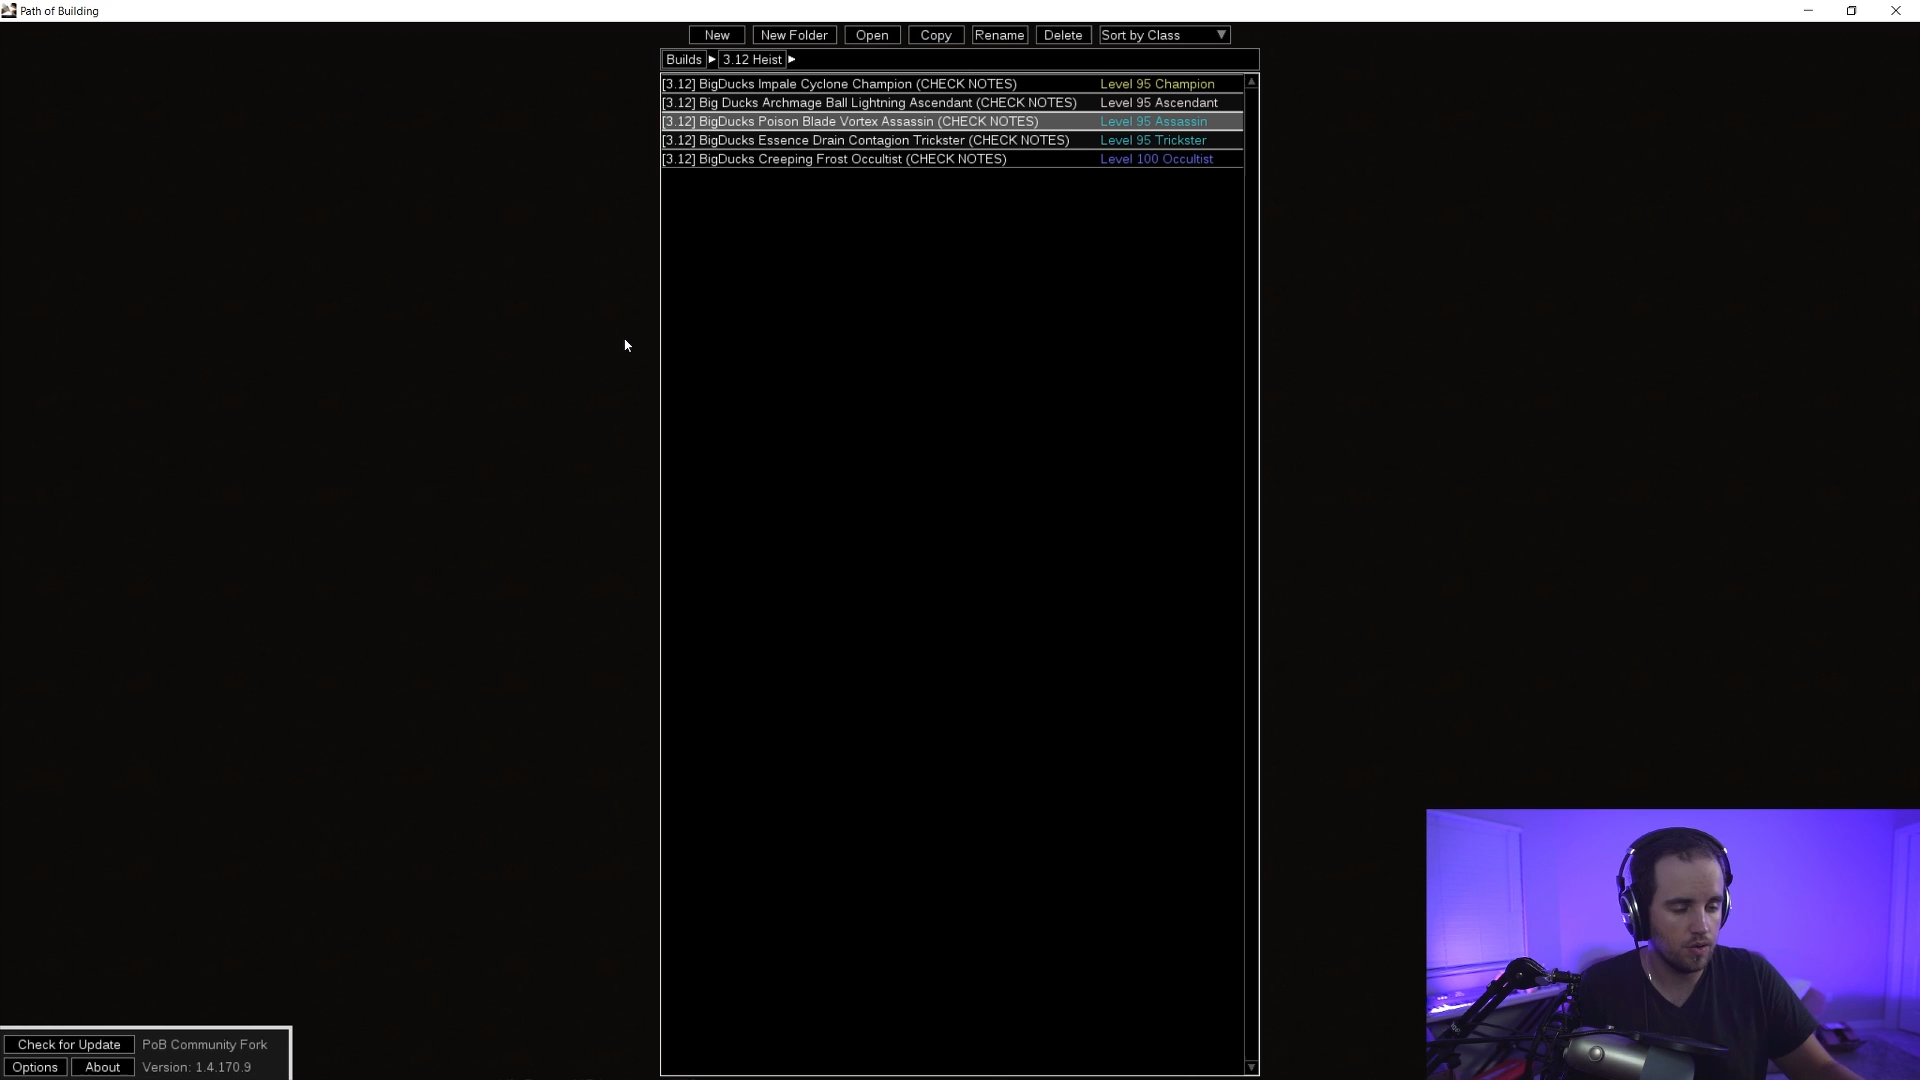 Path of Building
New New Folder Open Copy Rename Delete Sort by Class
Builds 3.12 Heist
[3.12] BigDucks Impale Cyclone Champion (CHECK NOTES) Level 95 Champion
[3.12] Big Ducks Archmage Ball Lightning Ascendant (CHECK NOTES) Level 95 Ascendant
[3.12] BigDucks Poison Blade Vortex Assassin (CHECK NOTES) Level 95 Assassin
[3.12] BigDucks Essence Drain Contagion Trickster (CHECK NOTES) Level 95 Trickster
[3.12] BigDucks Creeping Frost Occultist (CHECK NOTES) Level 100 Occultist
Check for Update PoB Community Fork
Options About Version: 1.4.170.9